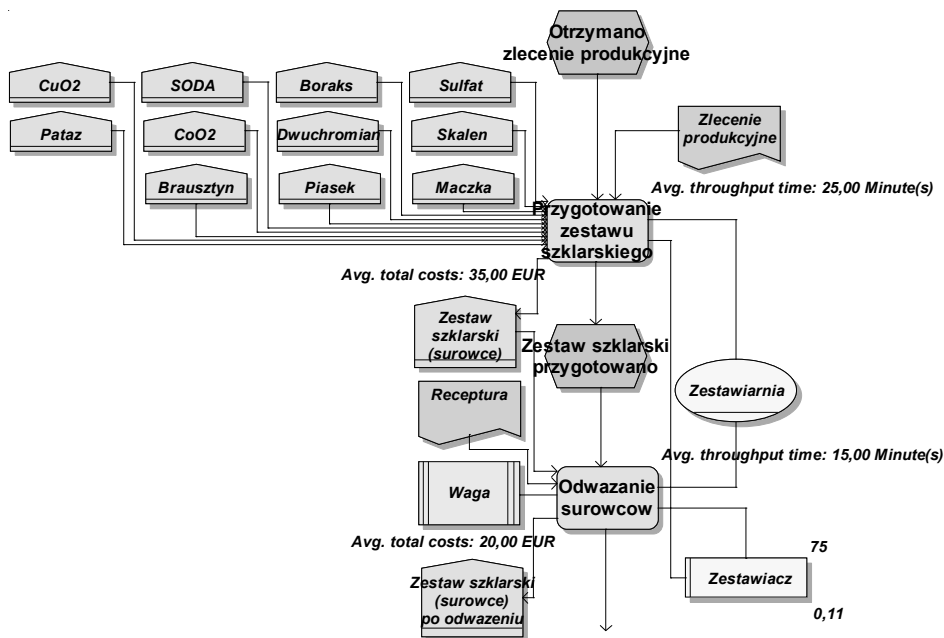 Otrzymano
zlecenie produkcyjne
CuO2
SODA
Boraks
Sulfat
Pataz
CoO2
Dwuchromian
Skalen
Zlecenie
produkcyjne
Brausztyn
Piasek
Maczka
Avg. throughput time: 25,00 Minute(s)
Przygotowanie
zestawu
szklarskiego
Avg. total costs: 35,00 EUR
Zestaw
szklarski
(surowce)
Zestaw szklarski
przygotowano
Receptura
Zestawiarnia
Avg. throughput time: 15,00 Minute(s)
Waga
Odwazanie
surowcow
Avg. total costs: 20,00 EUR
75
Zestaw szklarski
(surowce)
po odwazeniu
Zestawiacz
0,11